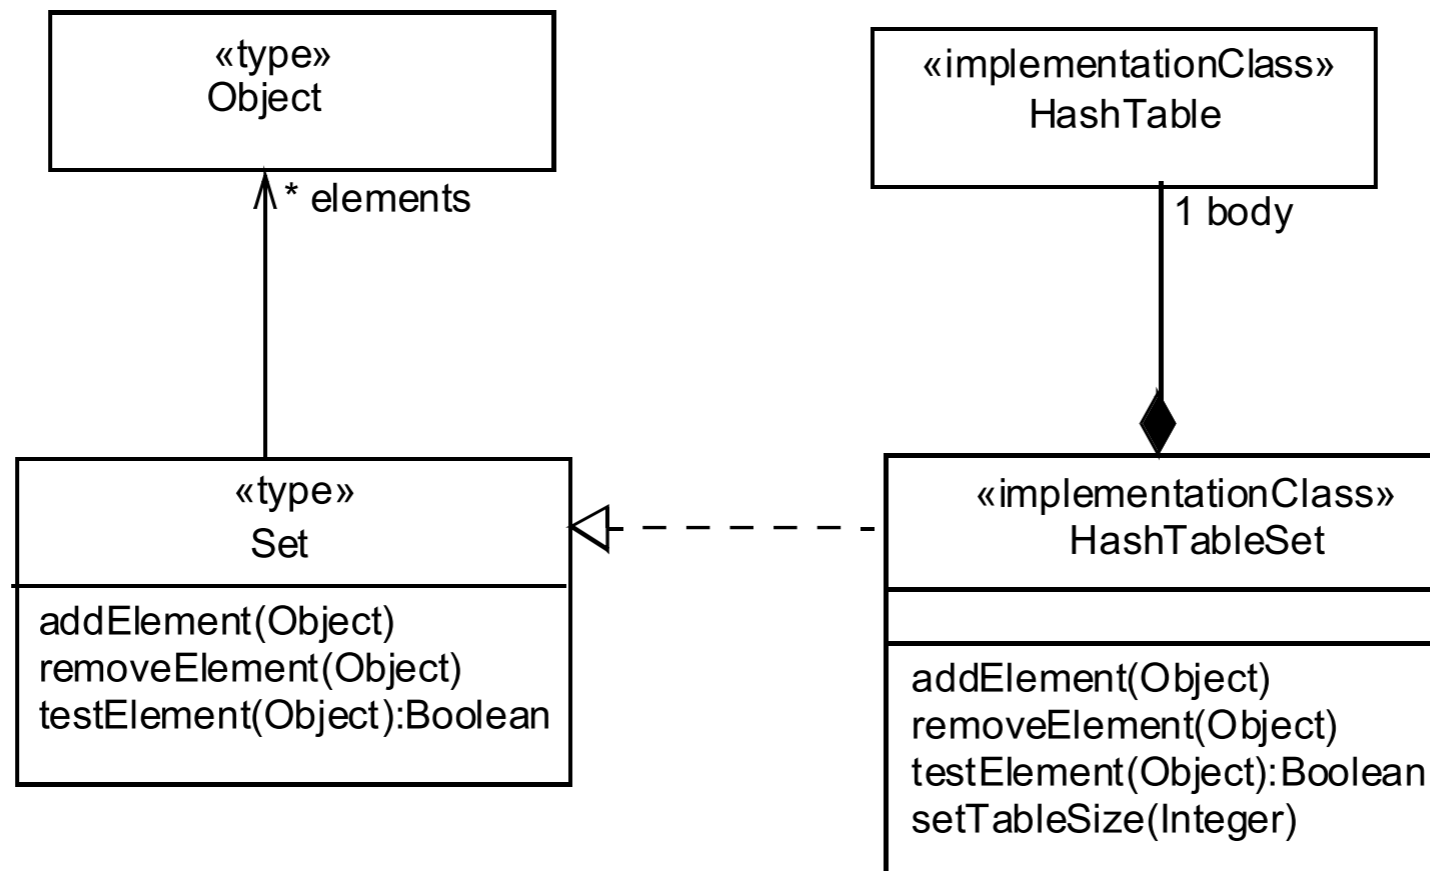 «type»
Object
* elements
«implementationClass»
HashTable
1 body
«type»
Set
addElement(Object)
removeElement(Object)
testElement(Object):Boolean
«implementationClass»
HashTableSet
addElement(Object)
removeElement(Object)
testElement(Object):Boolean
setTableSize(Integer)